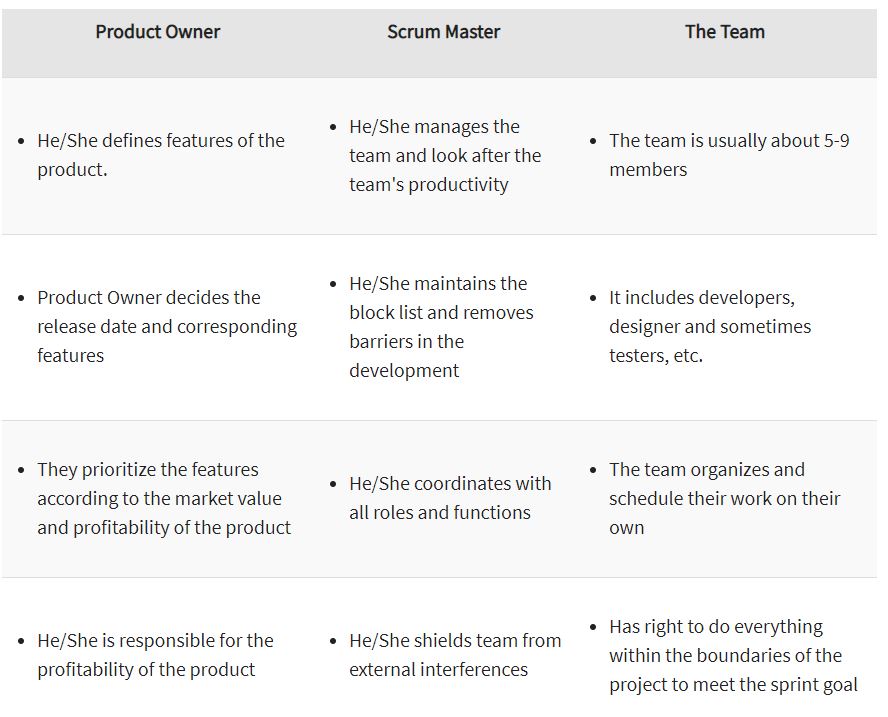 Product Owner Scrum Master The Team
• He/She defines features of the
product.
• He/She manages the
team and look after the
team's productivity
• The team is usually about 5-9
members
• Product Owner decides the
release date and corresponding
features
• He/She maintains the
block list and removes
barriers in the
development
• It includes developers,
designer and sometimes
testers, etc.
• They prioritize the features
according to the market value
and profitability of the product
• He/She coordinates with
all roles and functions
• The team organizes and
schedule their work on their
own
• He/She is responsible for the
profitability of the product
• He/She shields team from
external interferences
• Has right to do everything
within the boundaries of the
project to meet the sprint goal